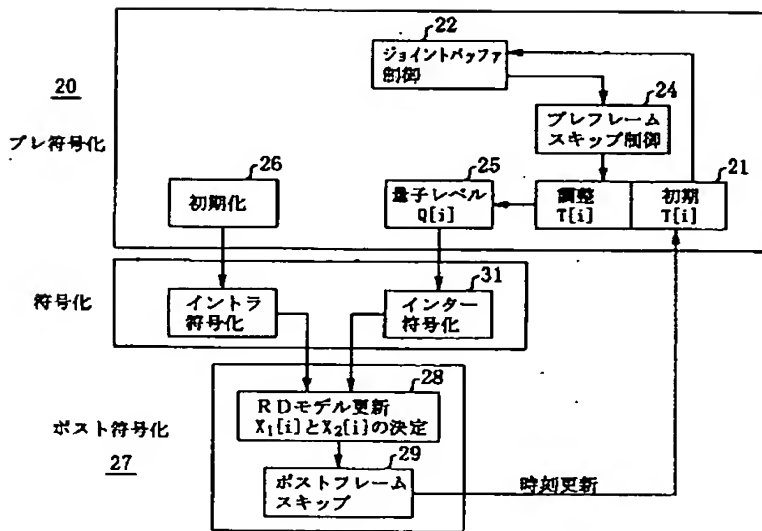 22
ジョイントバッファ
制御
20
プレ符号化
24
プレフレーム
スキップ制御
26
初期化
25
量子レベル
Q[i]
調整
T[i]
21
初期
T[i]
符号化
イントラ
符号化
31
インター
符号化
28
RDモデル更新
X₁[i]とX₂[i]の決定
ポスト符号化
27
29
ポストフレーム
スキップ
時刻更新